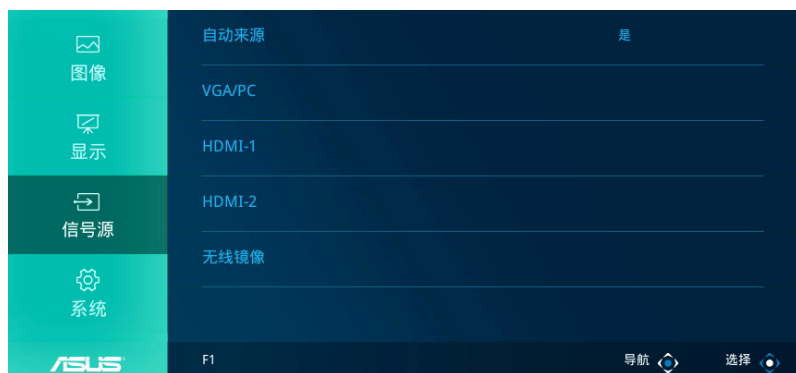 图像
显示
信号源
系统
自动来源 是
VGA/PC
HDMI-1
HDMI-2
无线镜像
ASUS F1 导航 选择